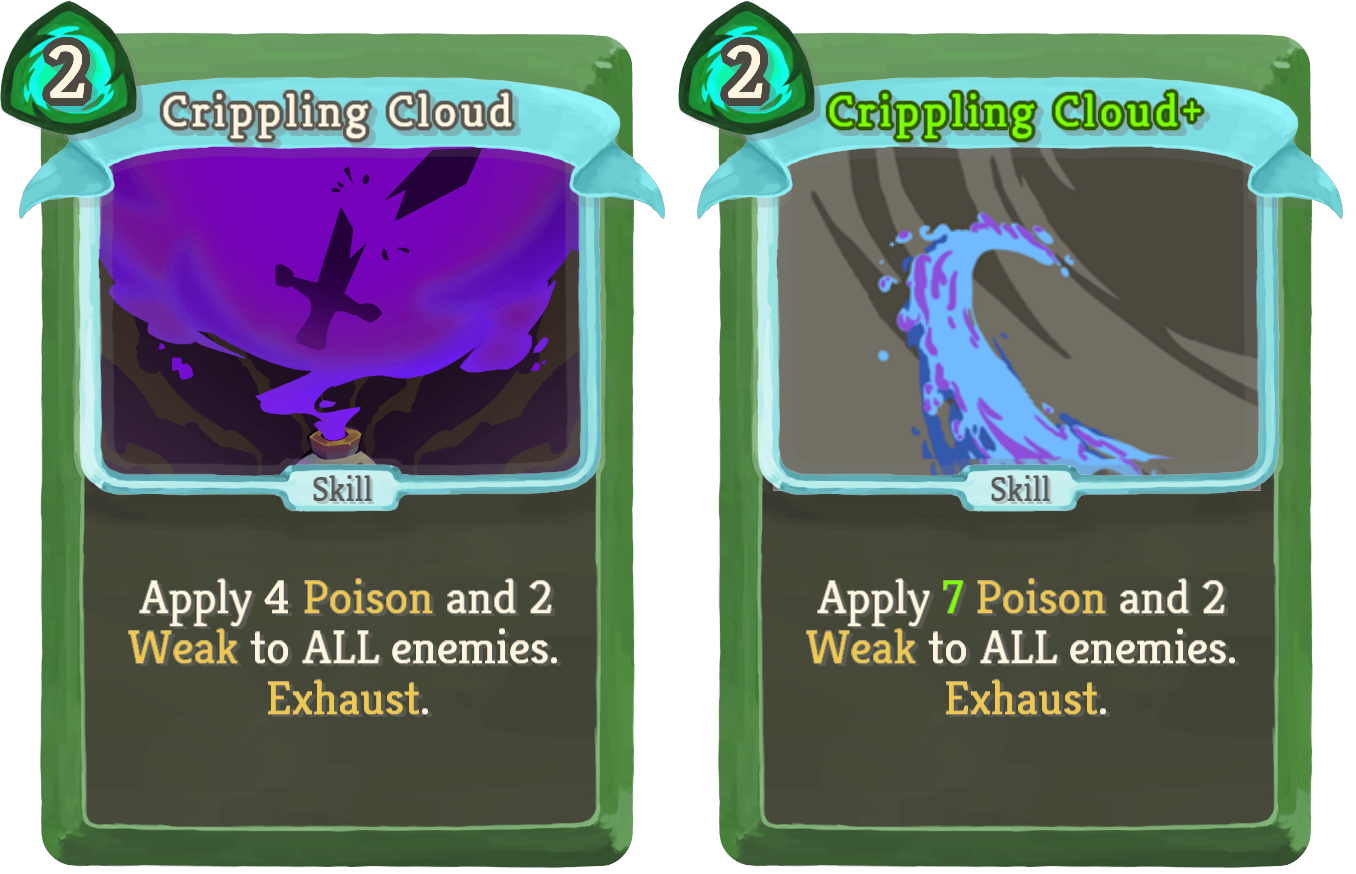 2
Crippling Cloud
Skill
Apply 4 Poison and 2
Weak to ALL enemies.
Exhaust.
2
Crippling Cloud+
Skill
Apply 7 Poison and 2
Weak to ALL enemies.
Exhaust.